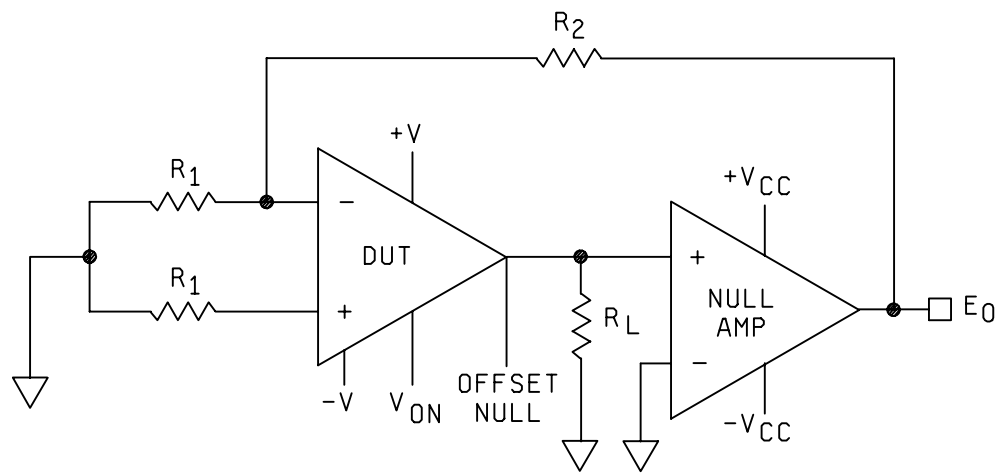 R2
+V
R1
+VCC
−
DUT
R1
+
NULL
AMP
EO
+
RL
−
−V
VON
OFFSET
NULL
−VCC